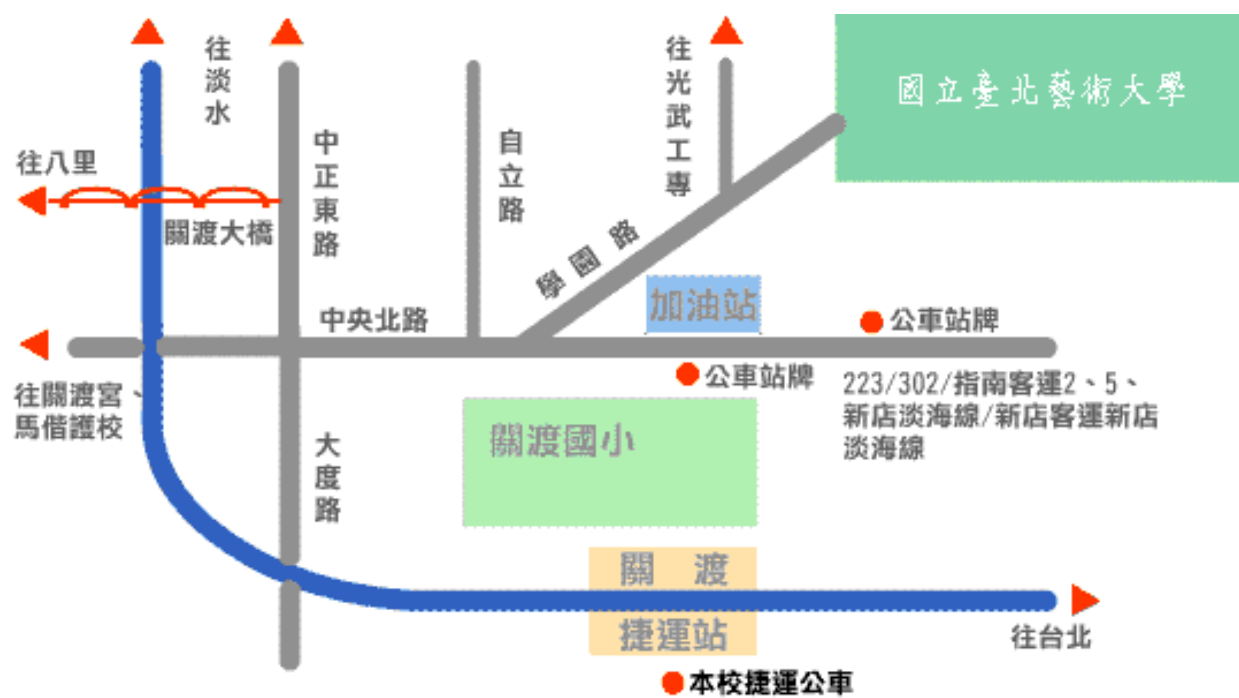 往淡水
往光武工專
國立臺北藝術大學
往八里
中正東路
自立路
關渡大橋
學園路
加油站
中央北路
公車站牌
公車站牌
往關渡宮、
馬偕護校
223/302/指南客運2、5、
新店淡海線/新店客運新店
淡海線
關渡國小
大度路
關渡
捷運站
往台北
本校捷運公車